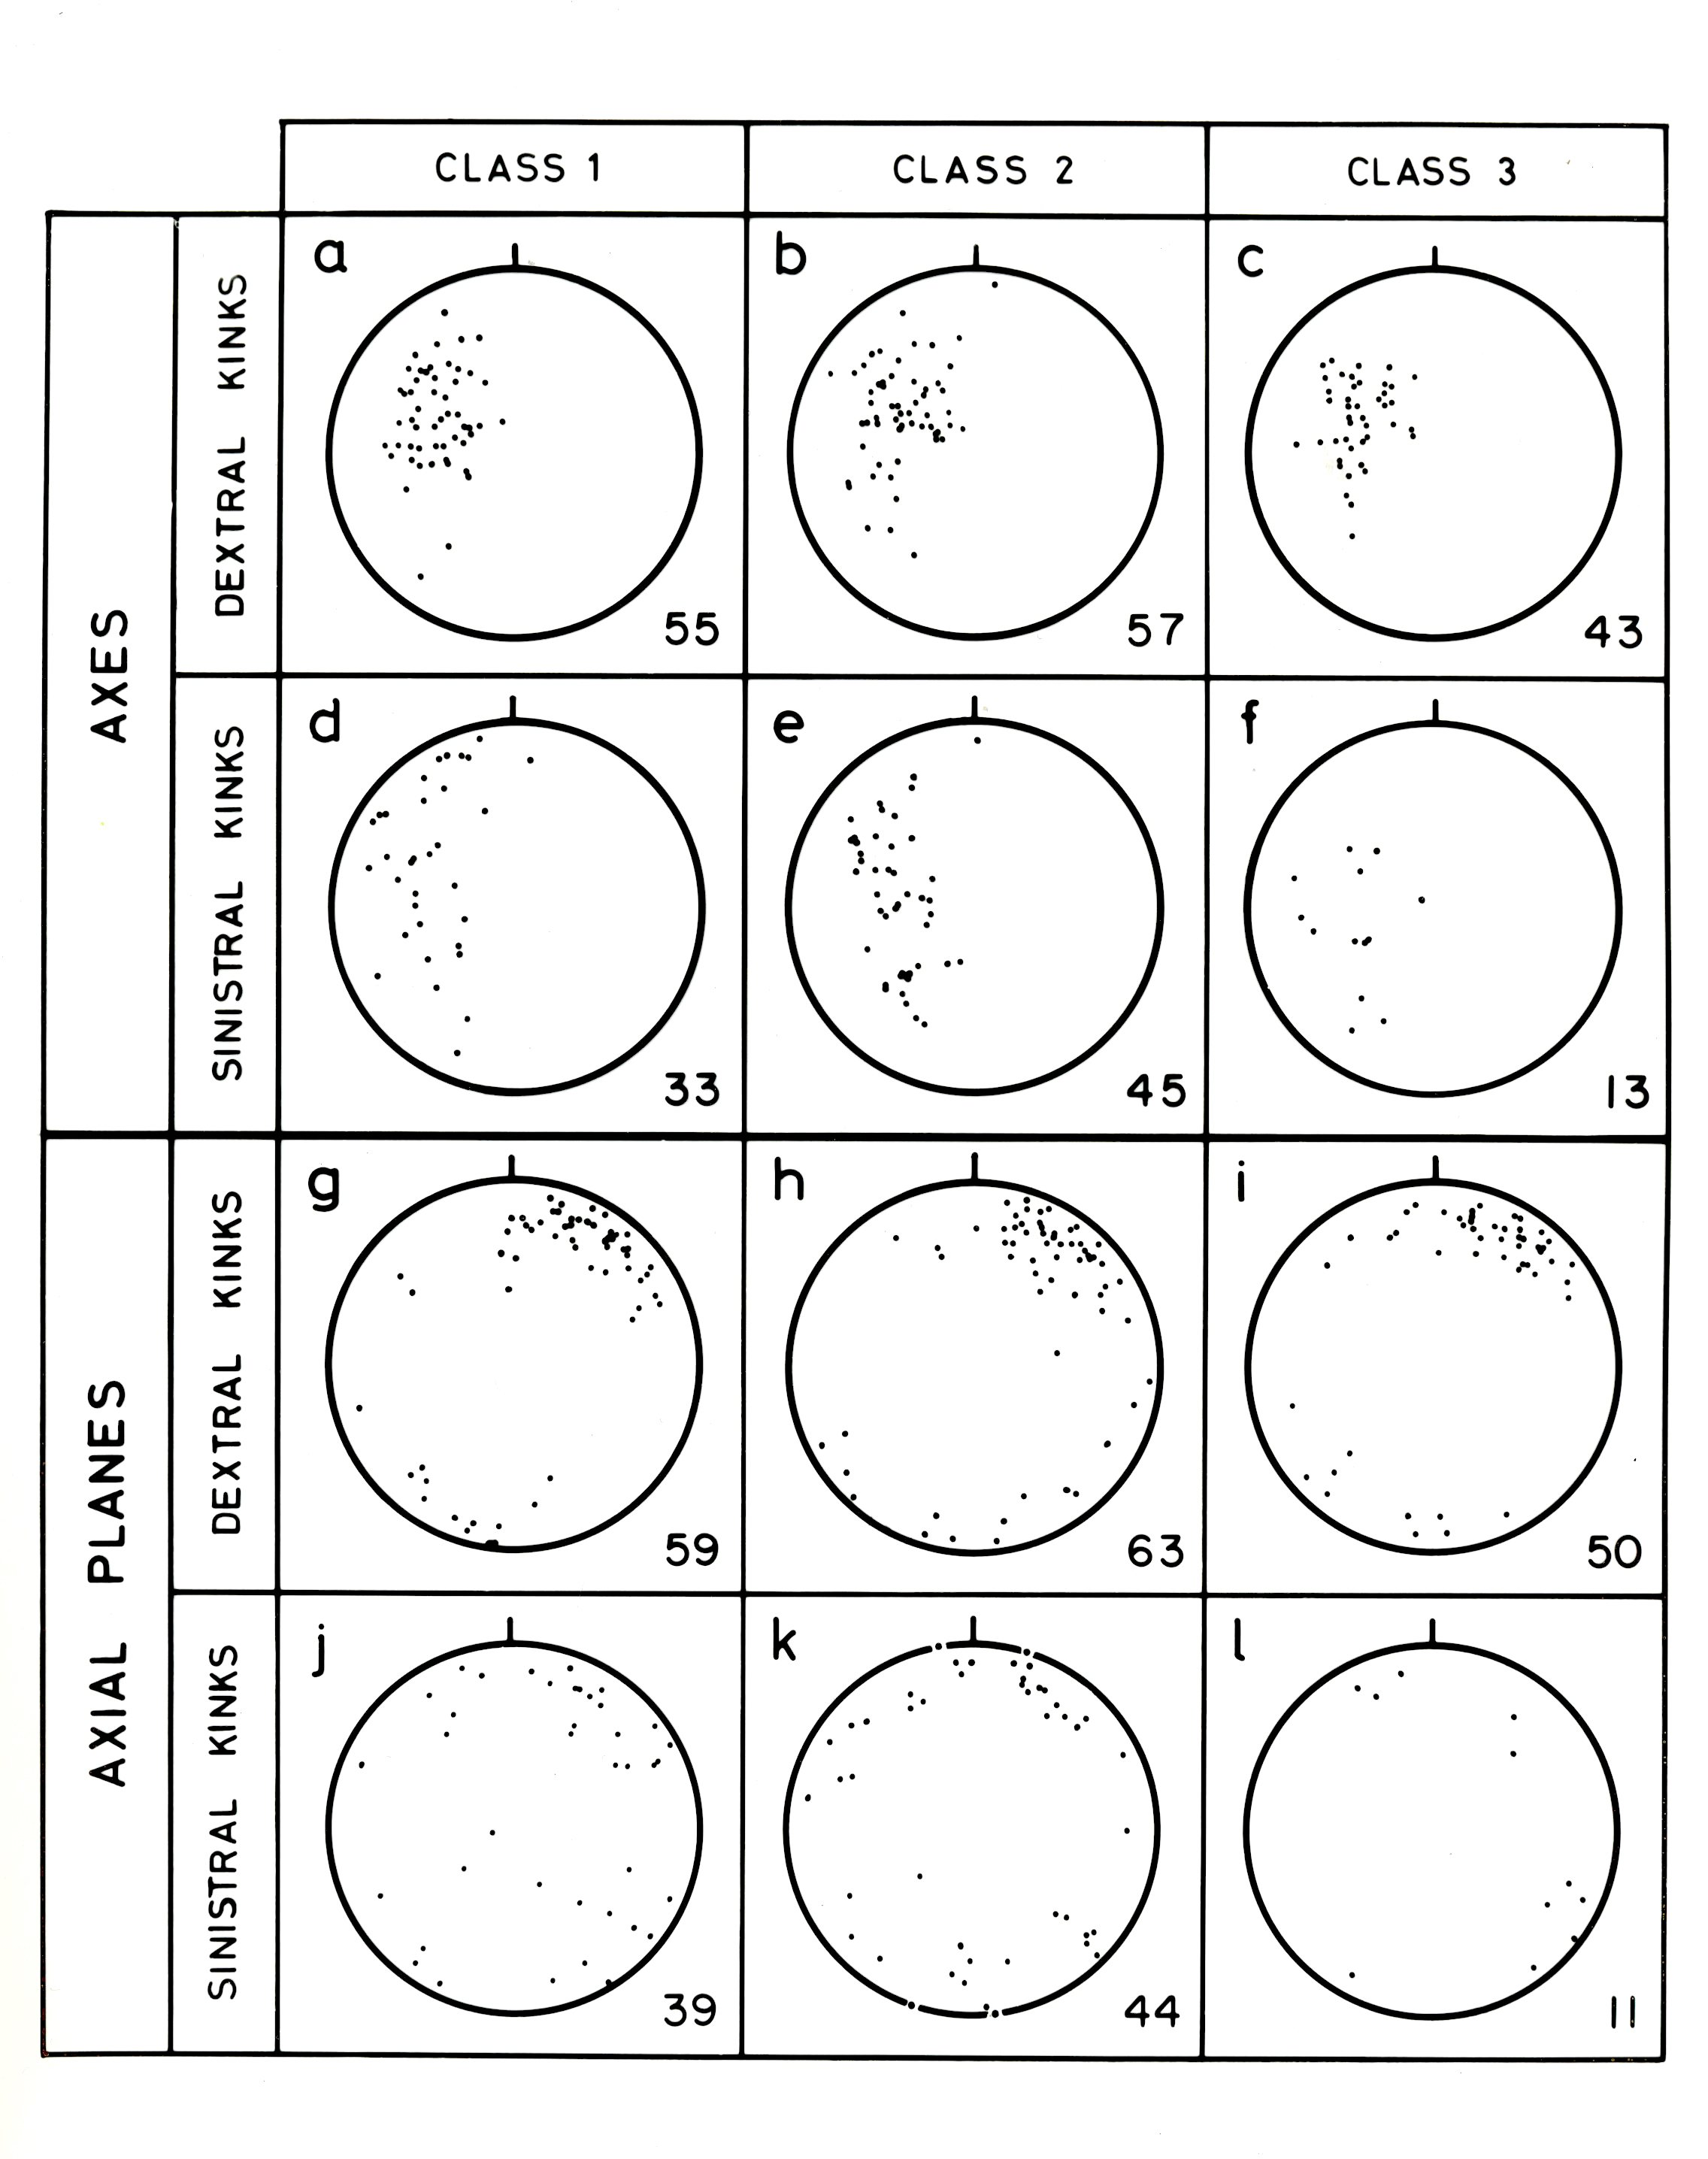 CLASS 1
CLASS 2
CLASS 3
AXES
DEXTRAL KINKS
a
55
b
57
c
43
SINISTRAL KINKS
d
33
e
45
f
13
AXIAL PLANES
DEXTRAL KINKS
g
59
h
63
i
50
SINISTRAL KINKS
j
39
k
44
l
11